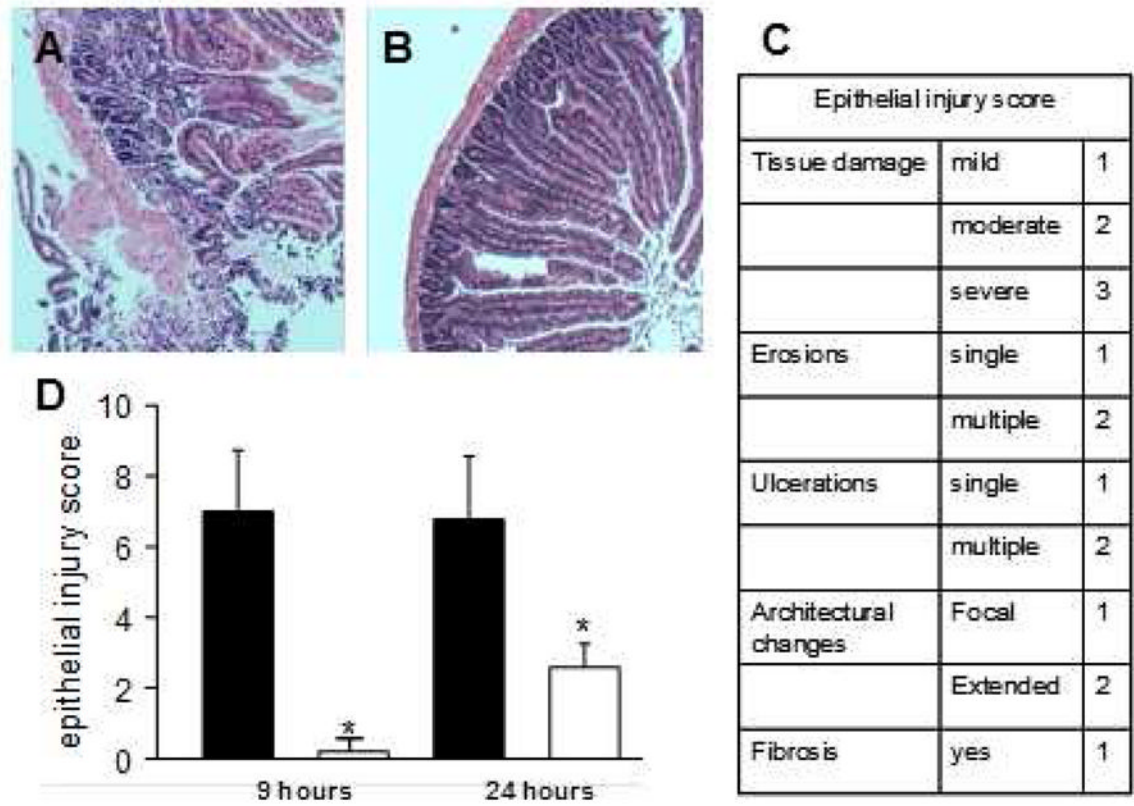 A
B
C
Epithelial injury score
Tissue damage mild 1
moderate 2
severe 3
Erosions single 1
multiple 2
Ulcerations single 1
multiple 2
Architectural changes Focal 1
Extended 2
Fibrosis yes 1
D
epithelial injury score
10
8
6
4
2
0
*
*
9 hours
24 hours